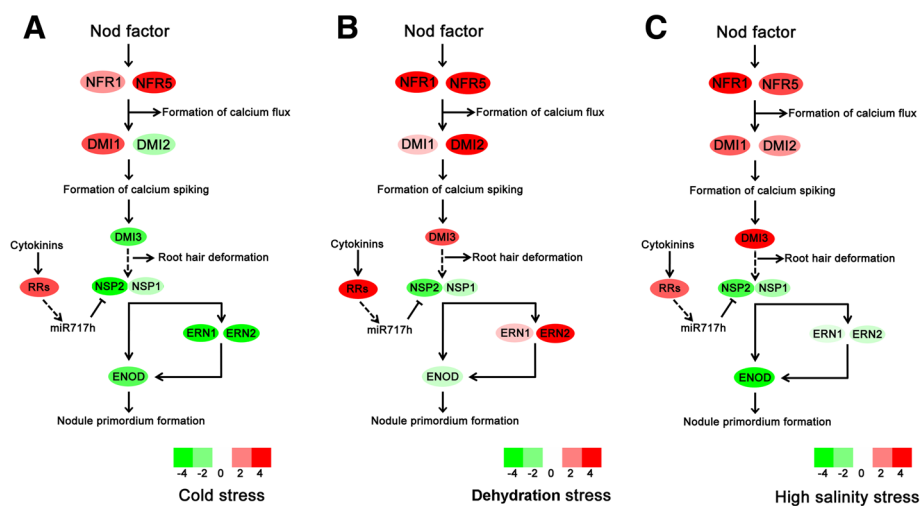 A
Nod factor
NFR1 NFR5
Formation of calcium flux
DMI1 DMI2
Formation of calcium spiking
DMI3
Cytokinins
Root hair deformation
RRs
NSP2 NSP1
miR717h
ERN1 ERN2
ENOD
Nodule primordium formation
-4 -2 0 2 4
Cold stress
B
Nod factor
NFR1 NFR5
Formation of calcium flux
DMI1 DMI2
Formation of calcium spiking
DMI3
Cytokinins
Root hair deformation
RRs
NSP2 NSP1
miR717h
ERN1 ERN2
ENOD
Nodule primordium formation
-4 -2 0 2 4
Dehydration stress
C
Nod factor
NFR1 NFR5
Formation of calcium flux
DMI1 DMI2
Formation of calcium spiking
DMI3
Cytokinins
Root hair deformation
RRs
NSP2 NSP1
miR717h
ERN1 ERN2
ENOD
Nodule primordium formation
-4 -2 0 2 4
High salinity stress